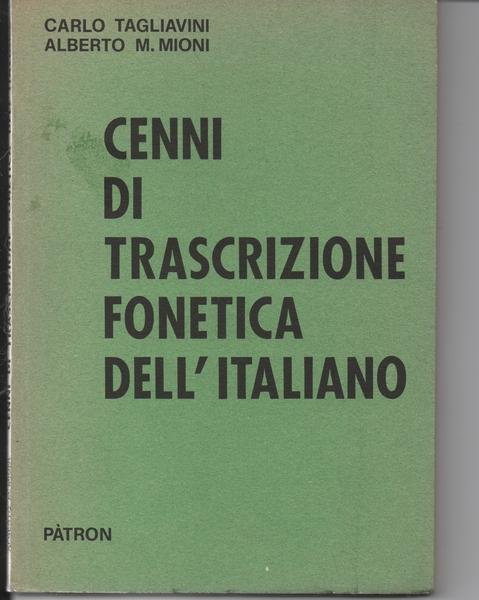 CARLO TAGLIAVINI
ALBERTO M. MIONI
CENNI
DI
TRASCRIZIONE
FONETICA
DELL'ITALIANO
PÀTRON